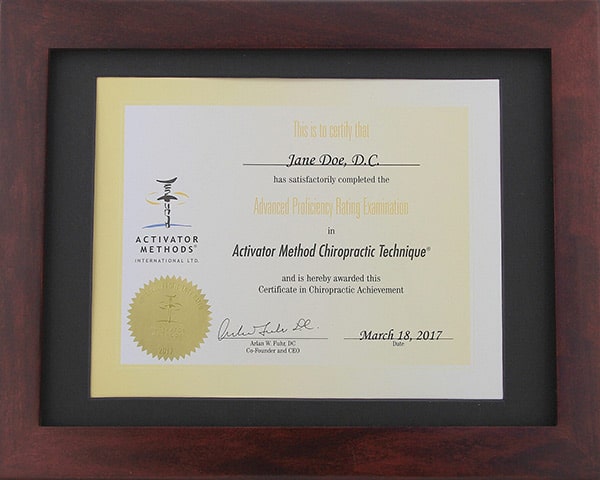 This is to certify that
Jane Doe, D.C.
has satisfactorily completed the
Advanced Proficiency Rating Examination
in
Activator Method Chiropractic Technique®
and is hereby awarded this
Certificate in Chiropractic Achievement
ACTIVATOR
METHODS®
INTERNATIONAL LTD.
Arlan W. Fuhr, DC
Co-Founder and CEO
March 18, 2017
Date